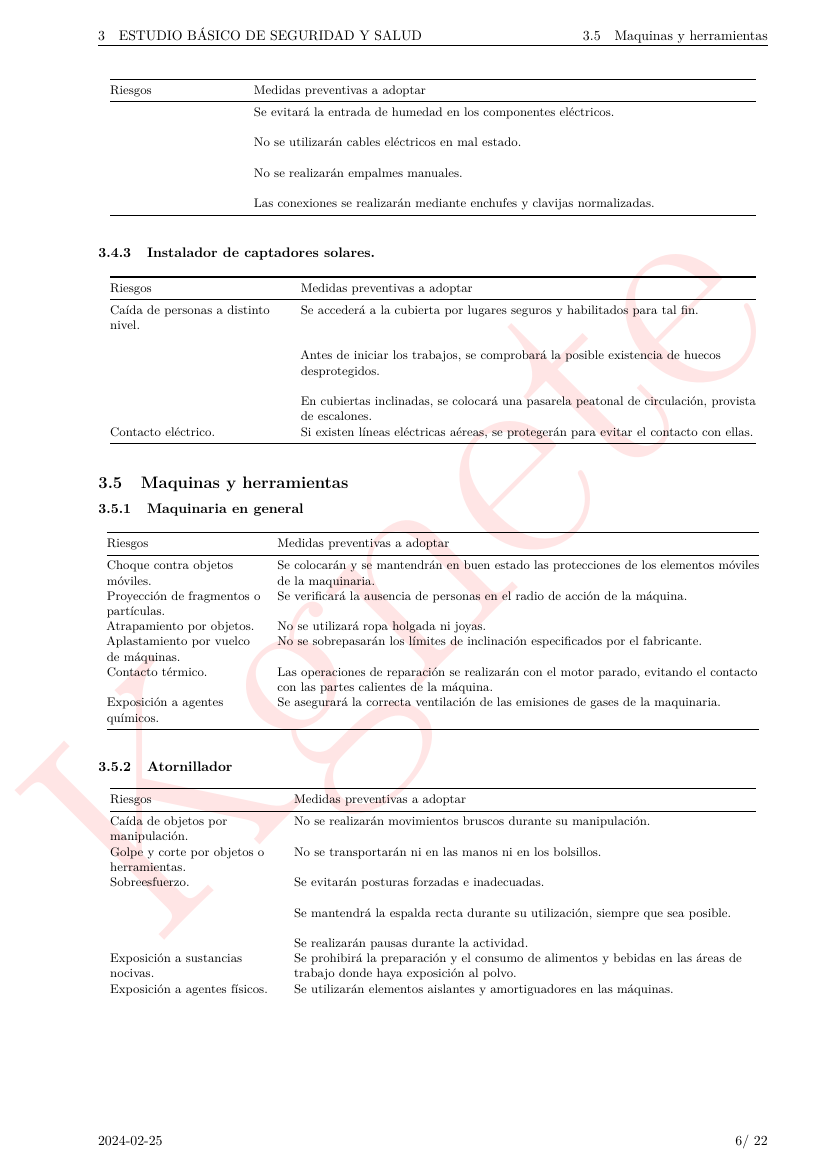 3 ESTUDIO BÁSICO DE SEGURIDAD Y SALUD 3.5 Maquinas y herramientas
Riesgos Medidas preventivas a adoptar
Se evitará la entrada de humedad en los componentes eléctricos.
No se utilizarán cables eléctricos en mal estado.
No se realizarán empalmes manuales.
Las conexiones se realizarán mediante enchufes y clavijas normalizadas.
3.4.3 Instalador de captadores solares.
Riesgos Medidas preventivas a adoptar
Caída de personas a distinto Se accederá a la cubierta por lugares seguros y habilitados para tal fin.
nivel.
Antes de iniciar los trabajos, se comprobará la posible existencia de huecos
desprotegidos.
En cubiertas inclinadas, se colocará una pasarela peatonal de circulación, provista
de escalones.
Contacto eléctrico. Si existen líneas eléctricas aéreas, se protegerán para evitar el contacto con ellas.
3.5 Maquinas y herramientas
3.5.1 Maquinaria en general
Riesgos Medidas preventivas a adoptar
Choque contra objetos Se colocarán y se mantendrán en buen estado las protecciones de los elementos móviles
móviles. de la maquinaria.
Proyección de fragmentos o Se verificará la ausencia de personas en el radio de acción de la máquina.
partículas.
Atrapamiento por objetos. No se utilizará ropa holgada ni joyas.
Aplastamiento por vuelco No se sobrepasarán los límites de inclinación especificados por el fabricante.
de máquinas.
Contacto térmico. Las operaciones de reparación se realizarán con el motor parado, evitando el contacto
con las partes calientes de la máquina.
Exposición a agentes Se asegurará la correcta ventilación de las emisiones de gases de la maquinaria.
químicos.
3.5.2 Atornillador
Riesgos Medidas preventivas a adoptar
Caída de objetos por No se realizarán movimientos bruscos durante su manipulación.
manipulación.
Golpe y corte por objetos o No se transportarán ni en las manos ni en los bolsillos.
herramientas.
Sobreesfuerzo. Se evitarán posturas forzadas e inadecuadas.
Se mantendrá la espalda recta durante su utilización, siempre que sea posible.
Se realizarán pausas durante la actividad.
Exposición a sustancias Se prohibirá la preparación y el consumo de alimentos y bebidas en las áreas de
nocivas. trabajo donde haya exposición al polvo.
Exposición a agentes físicos. Se utilizarán elementos aislantes y amortiguadores en las máquinas.
Kgnete
2024-02-25 6/ 22